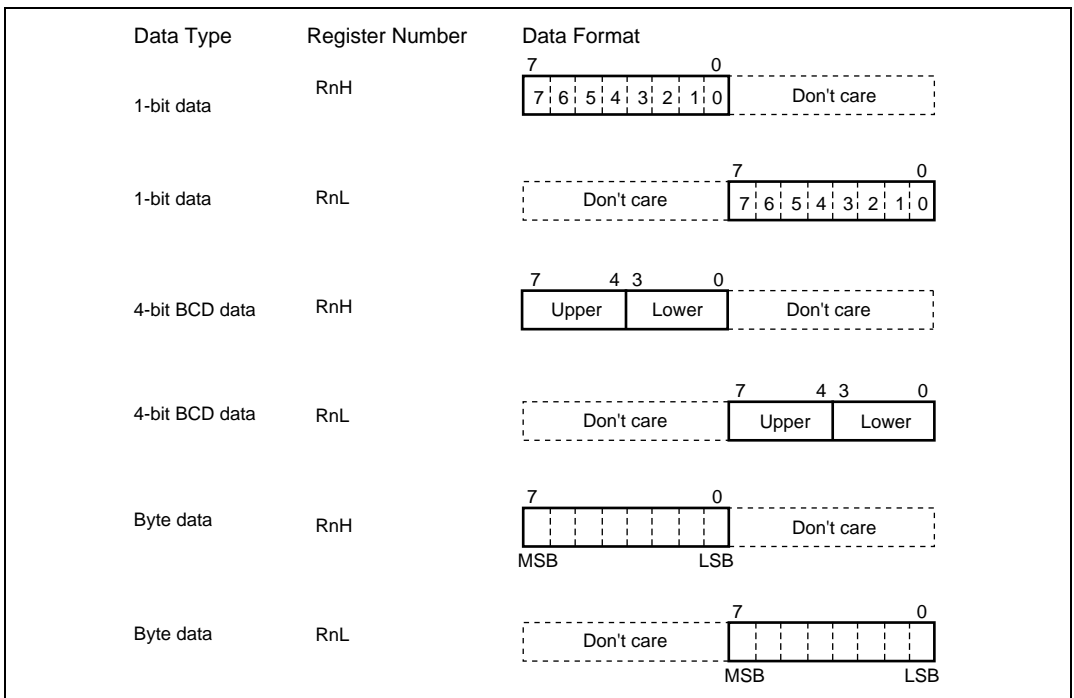 Data Type Register Number Data Format
7 0
1-bit data RnH 7 6 5 4 3 2 1 0 Don't care
7 0
1-bit data RnL Don't care 7 6 5 4 3 2 1 0
7 4 3 0
4-bit BCD data RnH Upper Lower Don't care
7 4 3 0
4-bit BCD data RnL Don't care Upper Lower
7 0
Byte data RnH Don't care
MSB LSB
7 0
Byte data RnL Don't care
MSB LSB